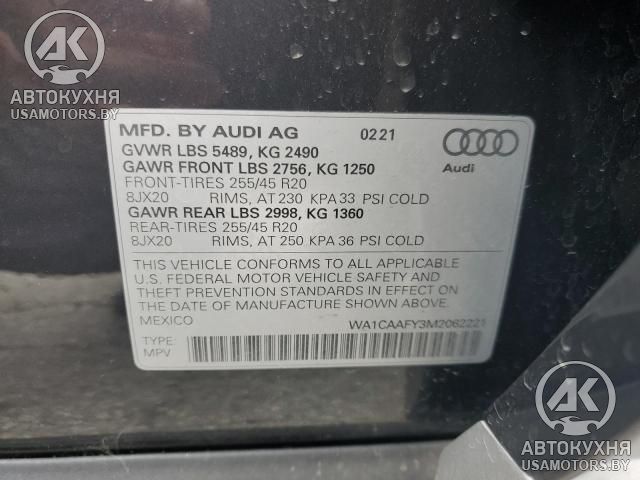 AK
АВТОКУХНЯ
USAMOTORS.BY
MFD. BY AUDI AG 0221
GVWR LBS 5489, KG 2490
GAWR FRONT LBS 2756, KG 1250
FRONT-TIRES 255/45 R20
8JX20 RIMS, AT 230 KPA 33 PSI COLD
GAWR REAR LBS 2998, KG 1360
REAR-TIRES 255/45 R20
8JX20 RIMS, AT 250 KPA 36 PSI COLD
Audi
THIS VEHICLE CONFORMS TO ALL APPLICABLE
U.S. FEDERAL MOTOR VEHICLE SAFETY AND
THEFT PREVENTION STANDARDS IN EFFECT ON
THE DATE OF MANUFACTURE SHOWN ABOVE.
MEXICO WA1CAAFY3M2062221
TYPE:
MPV
AK
АВТОКУХНЯ
USAMOTORS.BY